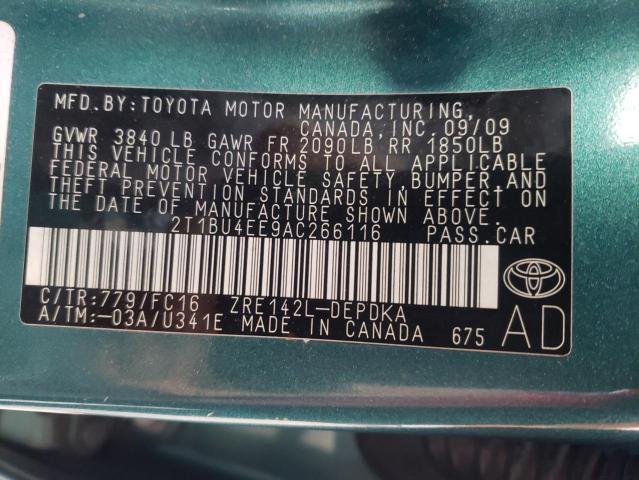 MFD.BY:TOYOTA MOTOR MANUFACTURING,
CANADA,INC.09/09
GVWR 3840 LB GAWR FR 2090LB,RR 1850LB
THIS VEHICLE CONFORMS TO ALL APPLICABLE
FEDERAL MOTOR VEHICLE SAFETY,BUMPER,AND
THEFT PREVENTION STANDARDS IN EFFECT ON
THE DATE OF MANUFACTURE SHOWN ABOVE.
2T1BU4EE9AC266116 PASS.CAR
C/TR:779/FC16 ZRE142L-DEPDKA
A/TM:-03A/U341E MADE IN CANADA 675
AD